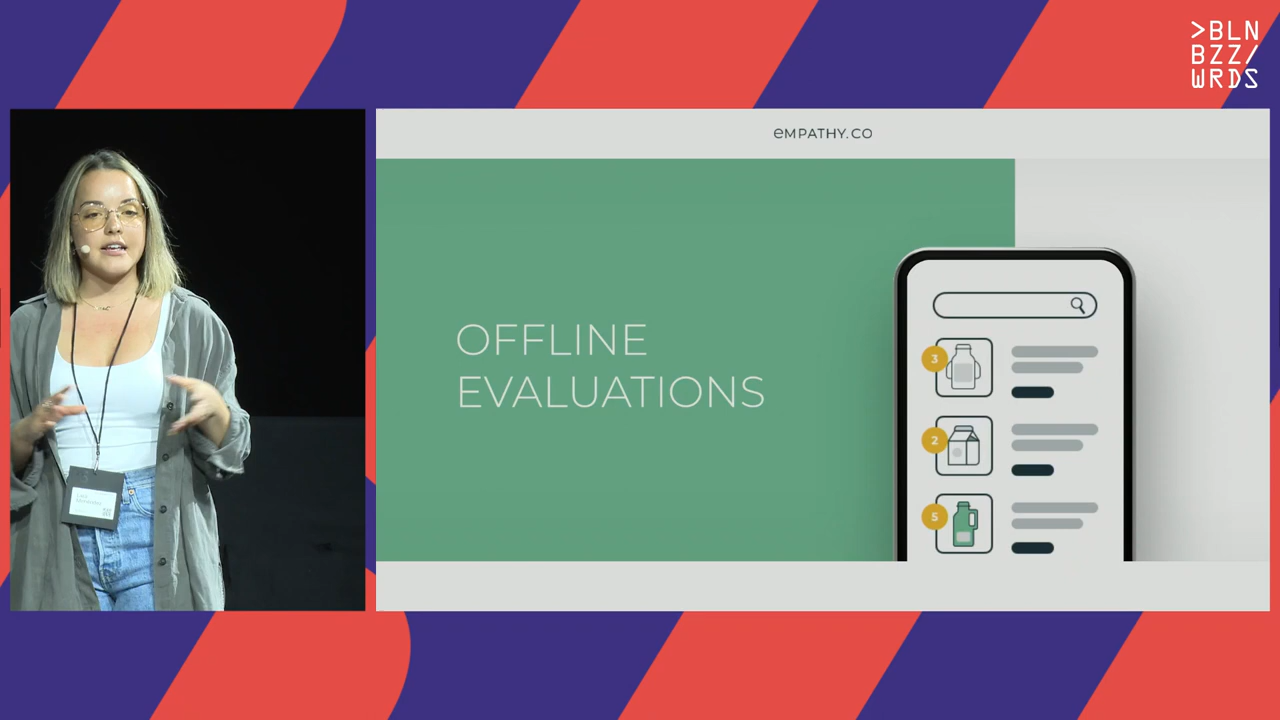 >BLN
BZZ/
WRDS
eMPATHY.CO
OFFLINE
EVALUATIONS
3
2
5